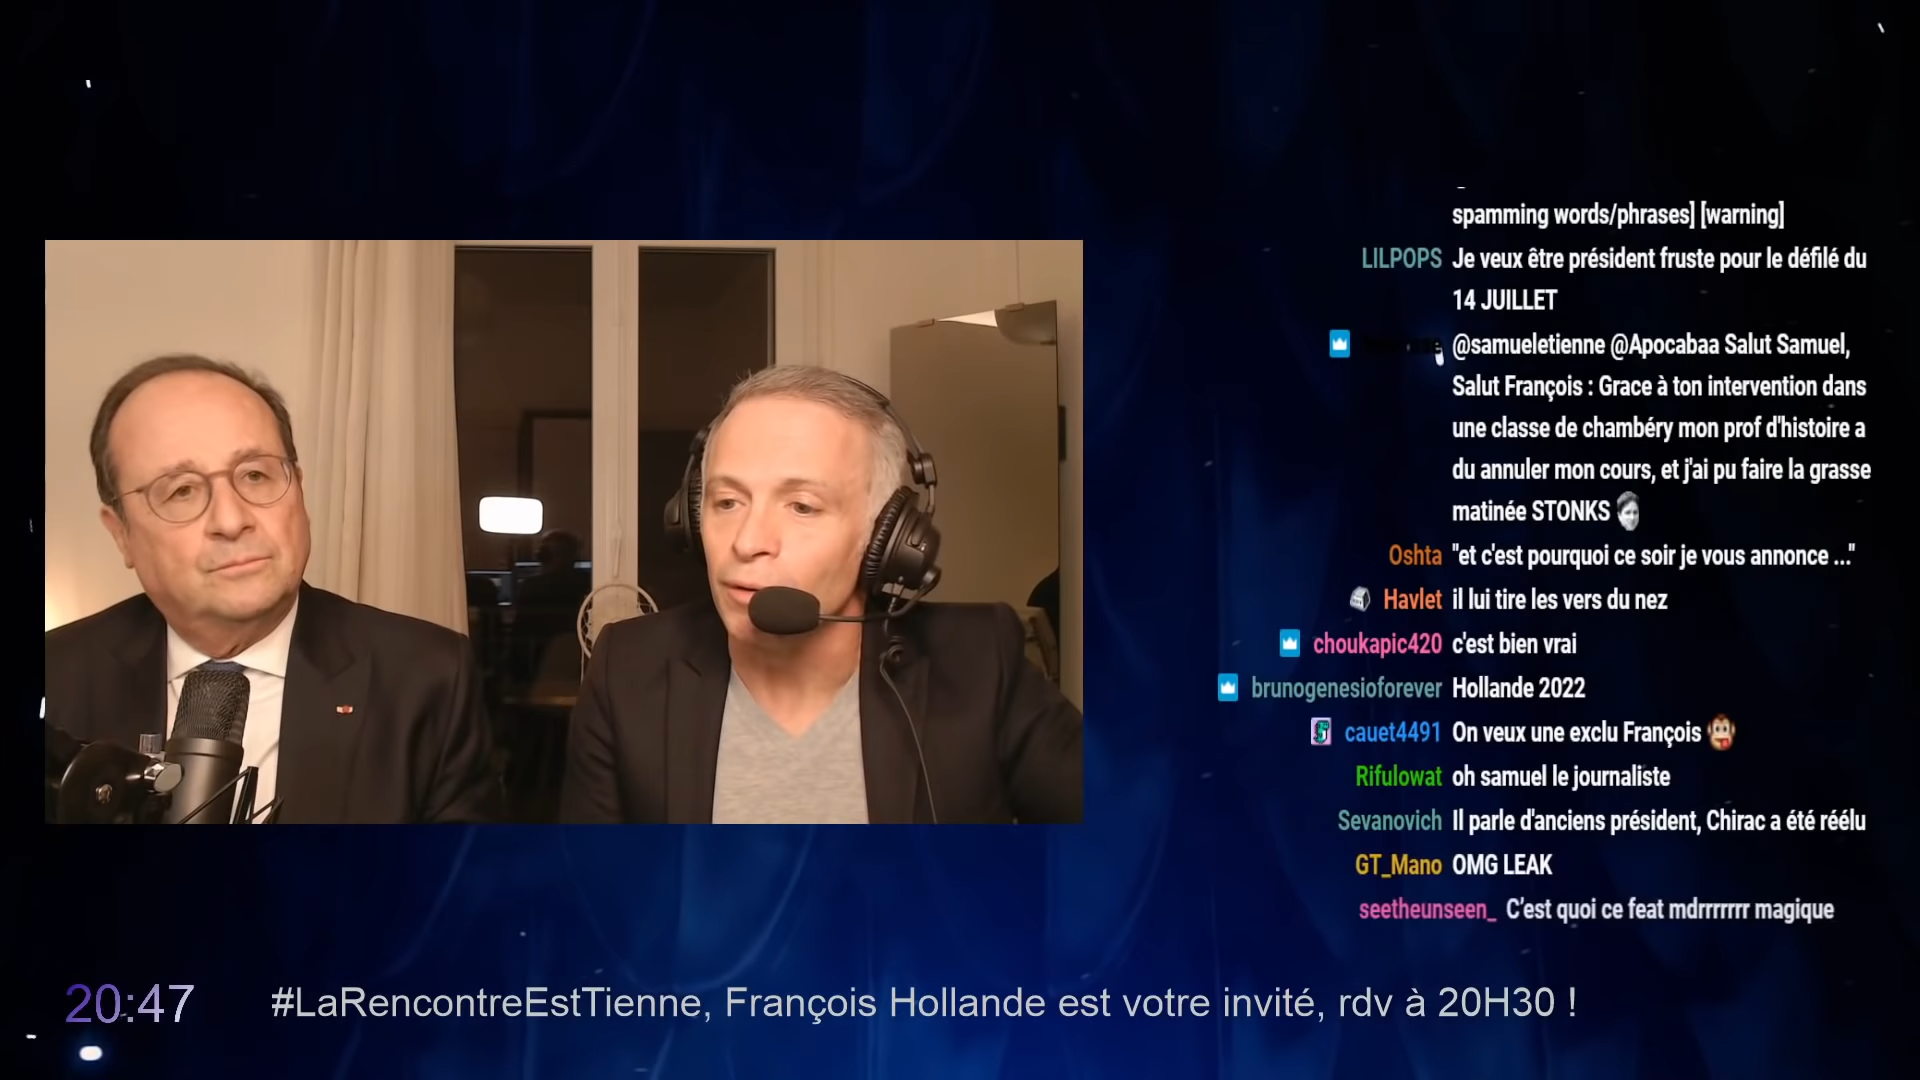 spamming words/phrases] [warning]
LILPOPS Je veux être président fruste pour le défilé du
14 JUILLET
@samueletienne @Apocabaa Salut Samuel,
Salut François : Grace à ton intervention dans
une classe de chambéry mon prof d'histoire a
du annuler mon cours, et j'ai pu faire la grasse
matinée STONKS
Oshta "et c'est pourquoi ce soir je vous annonce ..."
Havlet il lui tire les vers du nez
choukapic420 c'est bien vrai
brunogenesioforever Hollande 2022
cauet4491 On veux une exclu François
Rifulowat oh samuel le journaliste
Sevanovich Il parle d'anciens président, Chirac a été réélu
GT_Mano OMG LEAK
seetheunseen_ C'est quoi ce feat mdrrrrrrr magique
20:47 #LaRencontreEstTienne, François Hollande est votre invité, rdv à 20H30 !